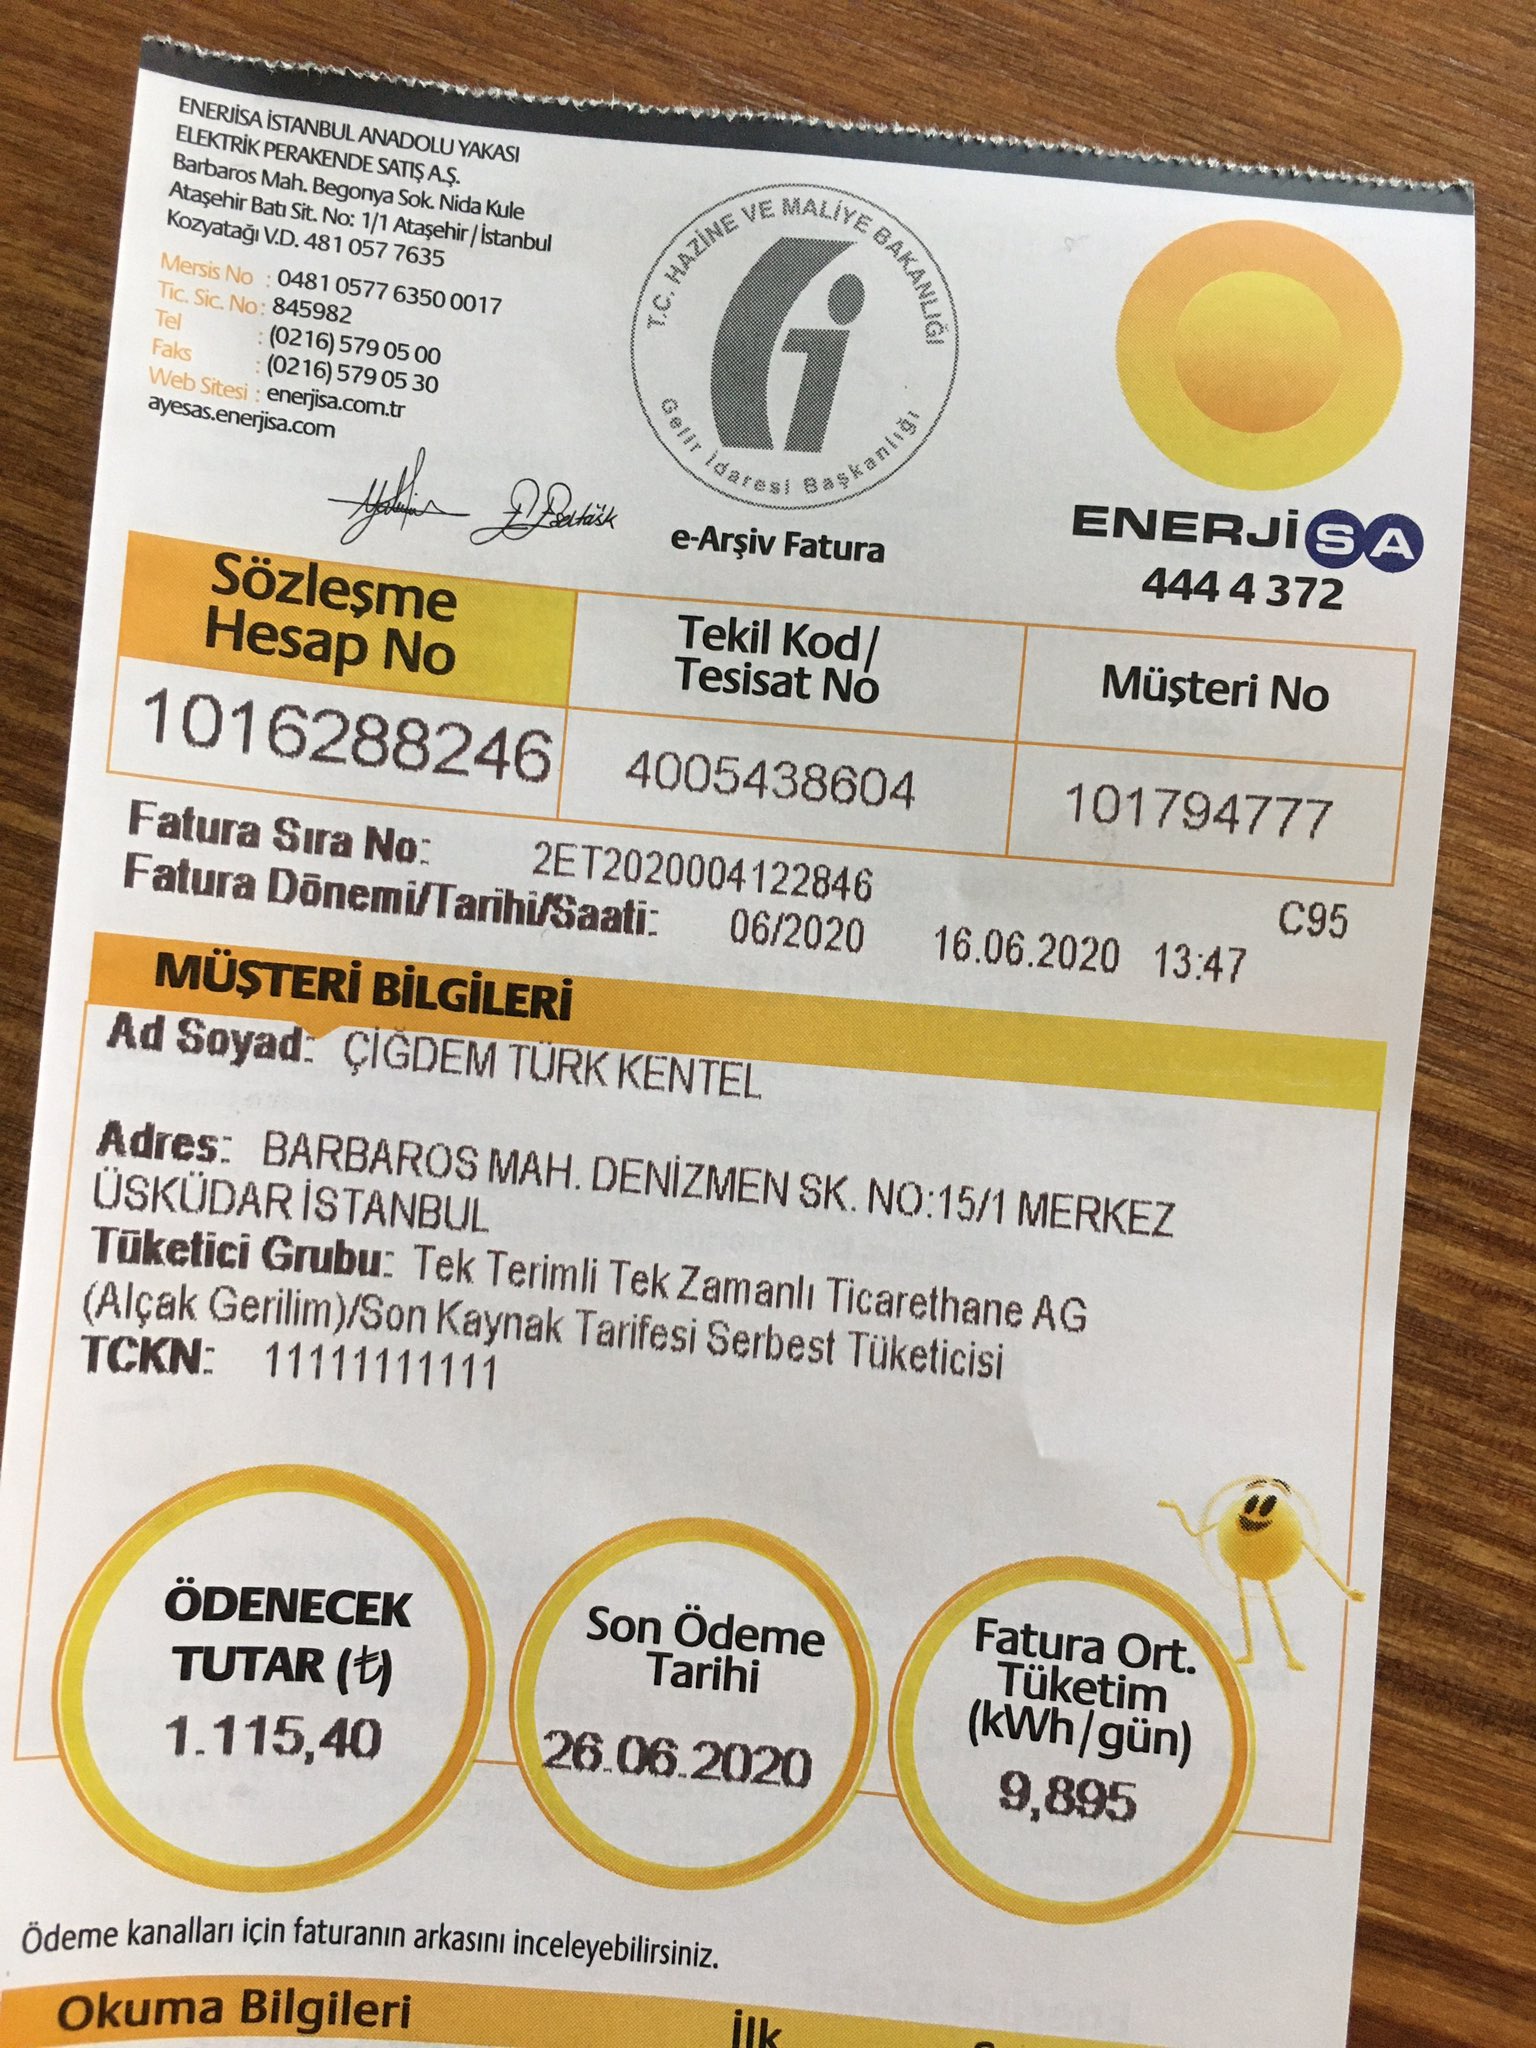 ENERJİSA İSTANBUL ANADOLU YAKASI
ELEKTRİK PERAKENDE SATIŞ A.Ş.
Barbaros Mah. Begonya Sok. Nida Kule
Ataşehir Batı Sit. No: 1/1 Ataşehir / İstanbul
Kozyatağı V.D. 481 057 7635
Mersis No : 0481 0577 6350 0017
Tic. Sic. No : 845982
Tel : (0216) 579 05 00
Faks : (0216) 579 05 30
Web Sitesi : enerjisa.com.tr
ayesas.enerjisa.com
T.C. HAZİNE VE MALİYE BAKANLIĞI
Gelir İdaresi Başkanlığı
e-Arşiv Fatura
ENERJİSA
444 4 372
Sözleşme
Hesap No
Tekil Kod/
Tesisat No
Müşteri No
1016288246
4005438604
101794777
Fatura Sıra No: 2ET2020004122846
C95
Fatura Dönemi/Tarihi/Saati: 06/2020 16.06.2020 13:47
MÜŞTERİ BİLGİLERİ
Ad Soyad: ÇİĞDEM TÜRK KENTEL
Adres: BARBAROS MAH. DENİZMEN SK. NO:15/1 MERKEZ
ÜSKÜDAR İSTANBUL
Tüketici Grubu: Tek Terimli Tek Zamanlı Ticarethane AG
(Alçak Gerilim)/Son Kaynak Tarifesi Serbest Tüketicisi
TCKN: 11111111111
ÖDENECEK
TUTAR (₺)
1.115,40
Son Ödeme
Tarihi
26.06.2020
Fatura Ort.
Tüketim
(kWh/gün)
9,895
Ödeme kanalları için faturanın arkasını inceleyebilirsiniz.
Okuma Bilgileri
İlk